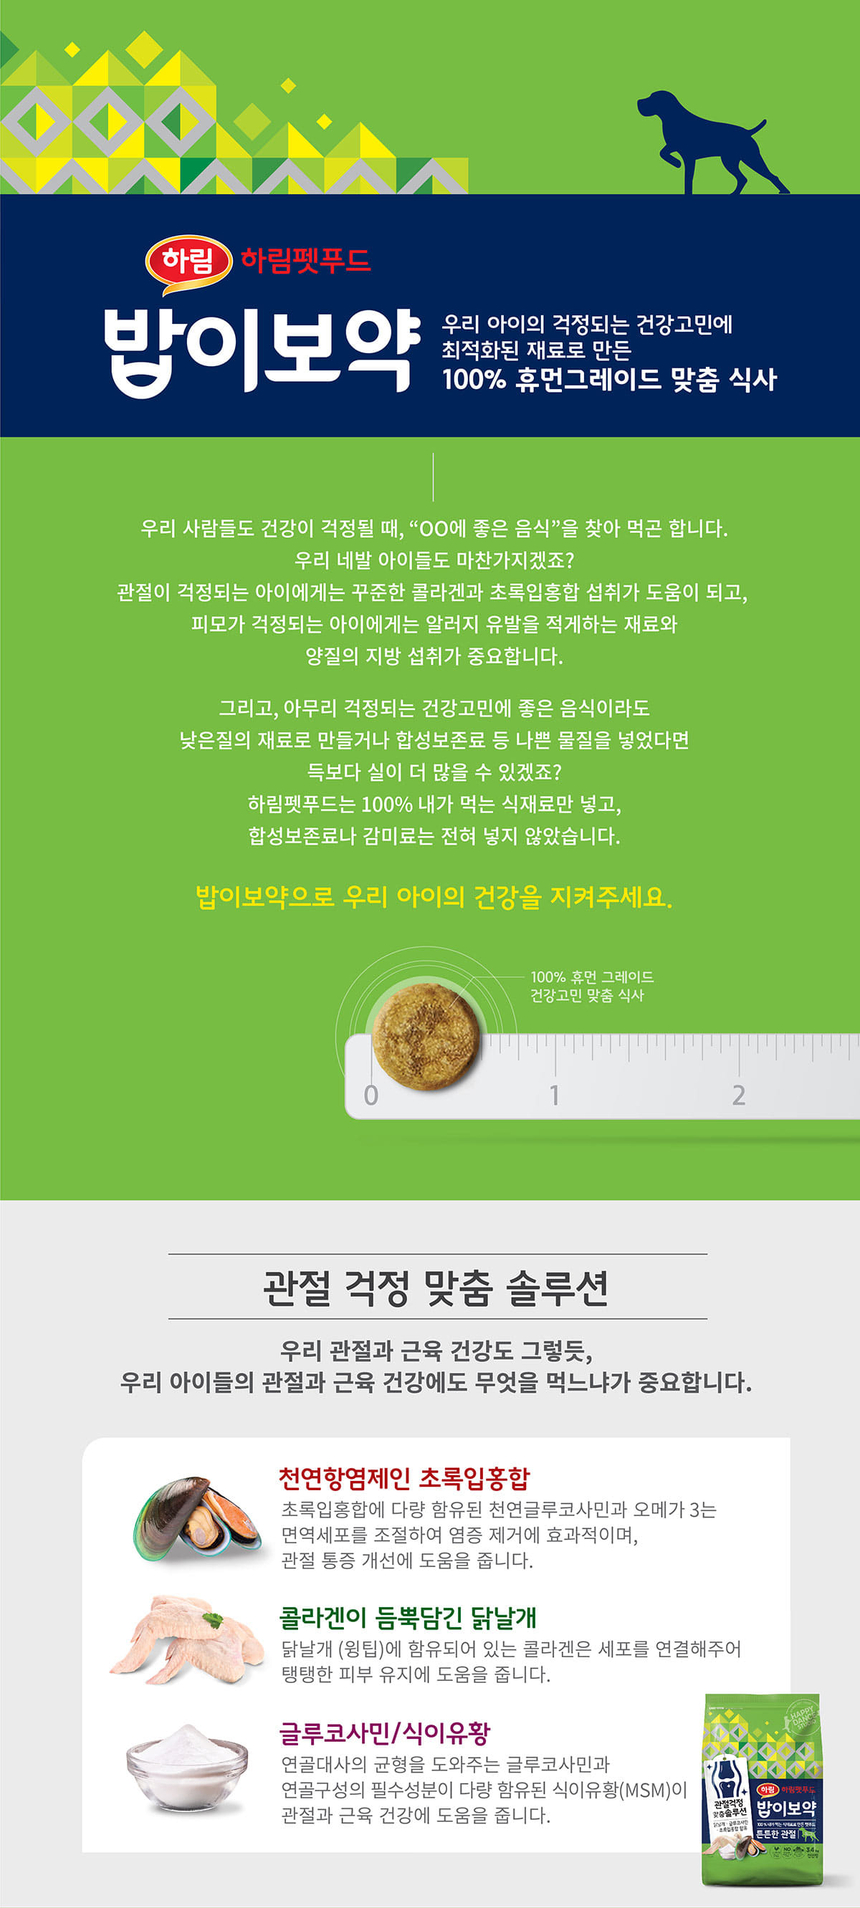 하림 하림펫푸드
밥이보약
우리 아이의 걱정되는 건강고민에
최적화된 재료로 만든
100% 휴먼그레이드 맞춤 식사
우리 사람들도 건강이 걱정될 때, “OO에 좋은 음식”을 찾아 먹곤 합니다.
우리 네발 아이들도 마찬가지겠죠?
관절이 걱정되는 아이에게는 꾸준한 콜라겐과 초록입홍합 섭취가 도움이 되고,
피모가 걱정되는 아이에게는 알러지 유발을 적게하는 재료와
양질의 지방 섭취가 중요합니다.
그리고, 아무리 걱정되는 건강고민에 좋은 음식이라도
낮은질의 재료로 만들거나 합성보존료 등 나쁜 물질을 넣었다면
득보다 실이 더 많을 수 있겠죠?
하림펫푸드는 100% 내가 먹는 식재료만 넣고,
합성보존료나 감미료는 전혀 넣지 않았습니다.
밥이보약으로 우리 아이의 건강을 지켜주세요.
100% 휴먼 그레이드
건강고민 맞춤 식사
0 1 2
관절 걱정 맞춤 솔루션
우리 관절과 근육 건강도 그렇듯,
우리 아이들의 관절과 근육 건강에도 무엇을 먹느냐가 중요합니다.
천연항염제인 초록입홍합
초록입홍합에 다량 함유된 천연글루코사민과 오메가 3는
면역세포를 조절하여 염증 제거에 효과적이며,
관절 통증 개선에 도움을 줍니다.
콜라겐이 듬뿍담긴 닭날개
닭날개 (윙팁)에 함유되어 있는 콜라겐은 세포를 연결해주어
탱탱한 피부 유지에 도움을 줍니다.
글루코사민/식이유황
연골대사의 균형을 도와주는 글루코사민과
연골구성의 필수성분이 다량 함유된 식이유황(MSM)이
관절과 근육 건강에 도움을 줍니다.
HAPPY
DANCE
하림 하림펫푸드
관절걱정
맞춤솔루션
밥이보약
튼튼한 관절